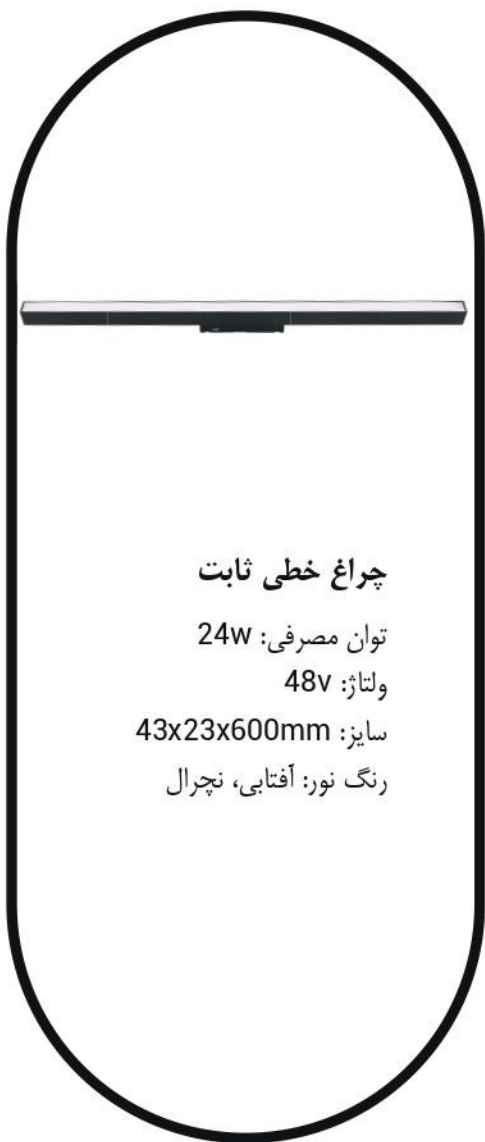 چراغ خطی ثابت
توان مصرفی: 24w
ولتاژ: 48v
سایز: 43x23x600mm
رنگ نور: آفتابی، نچرال